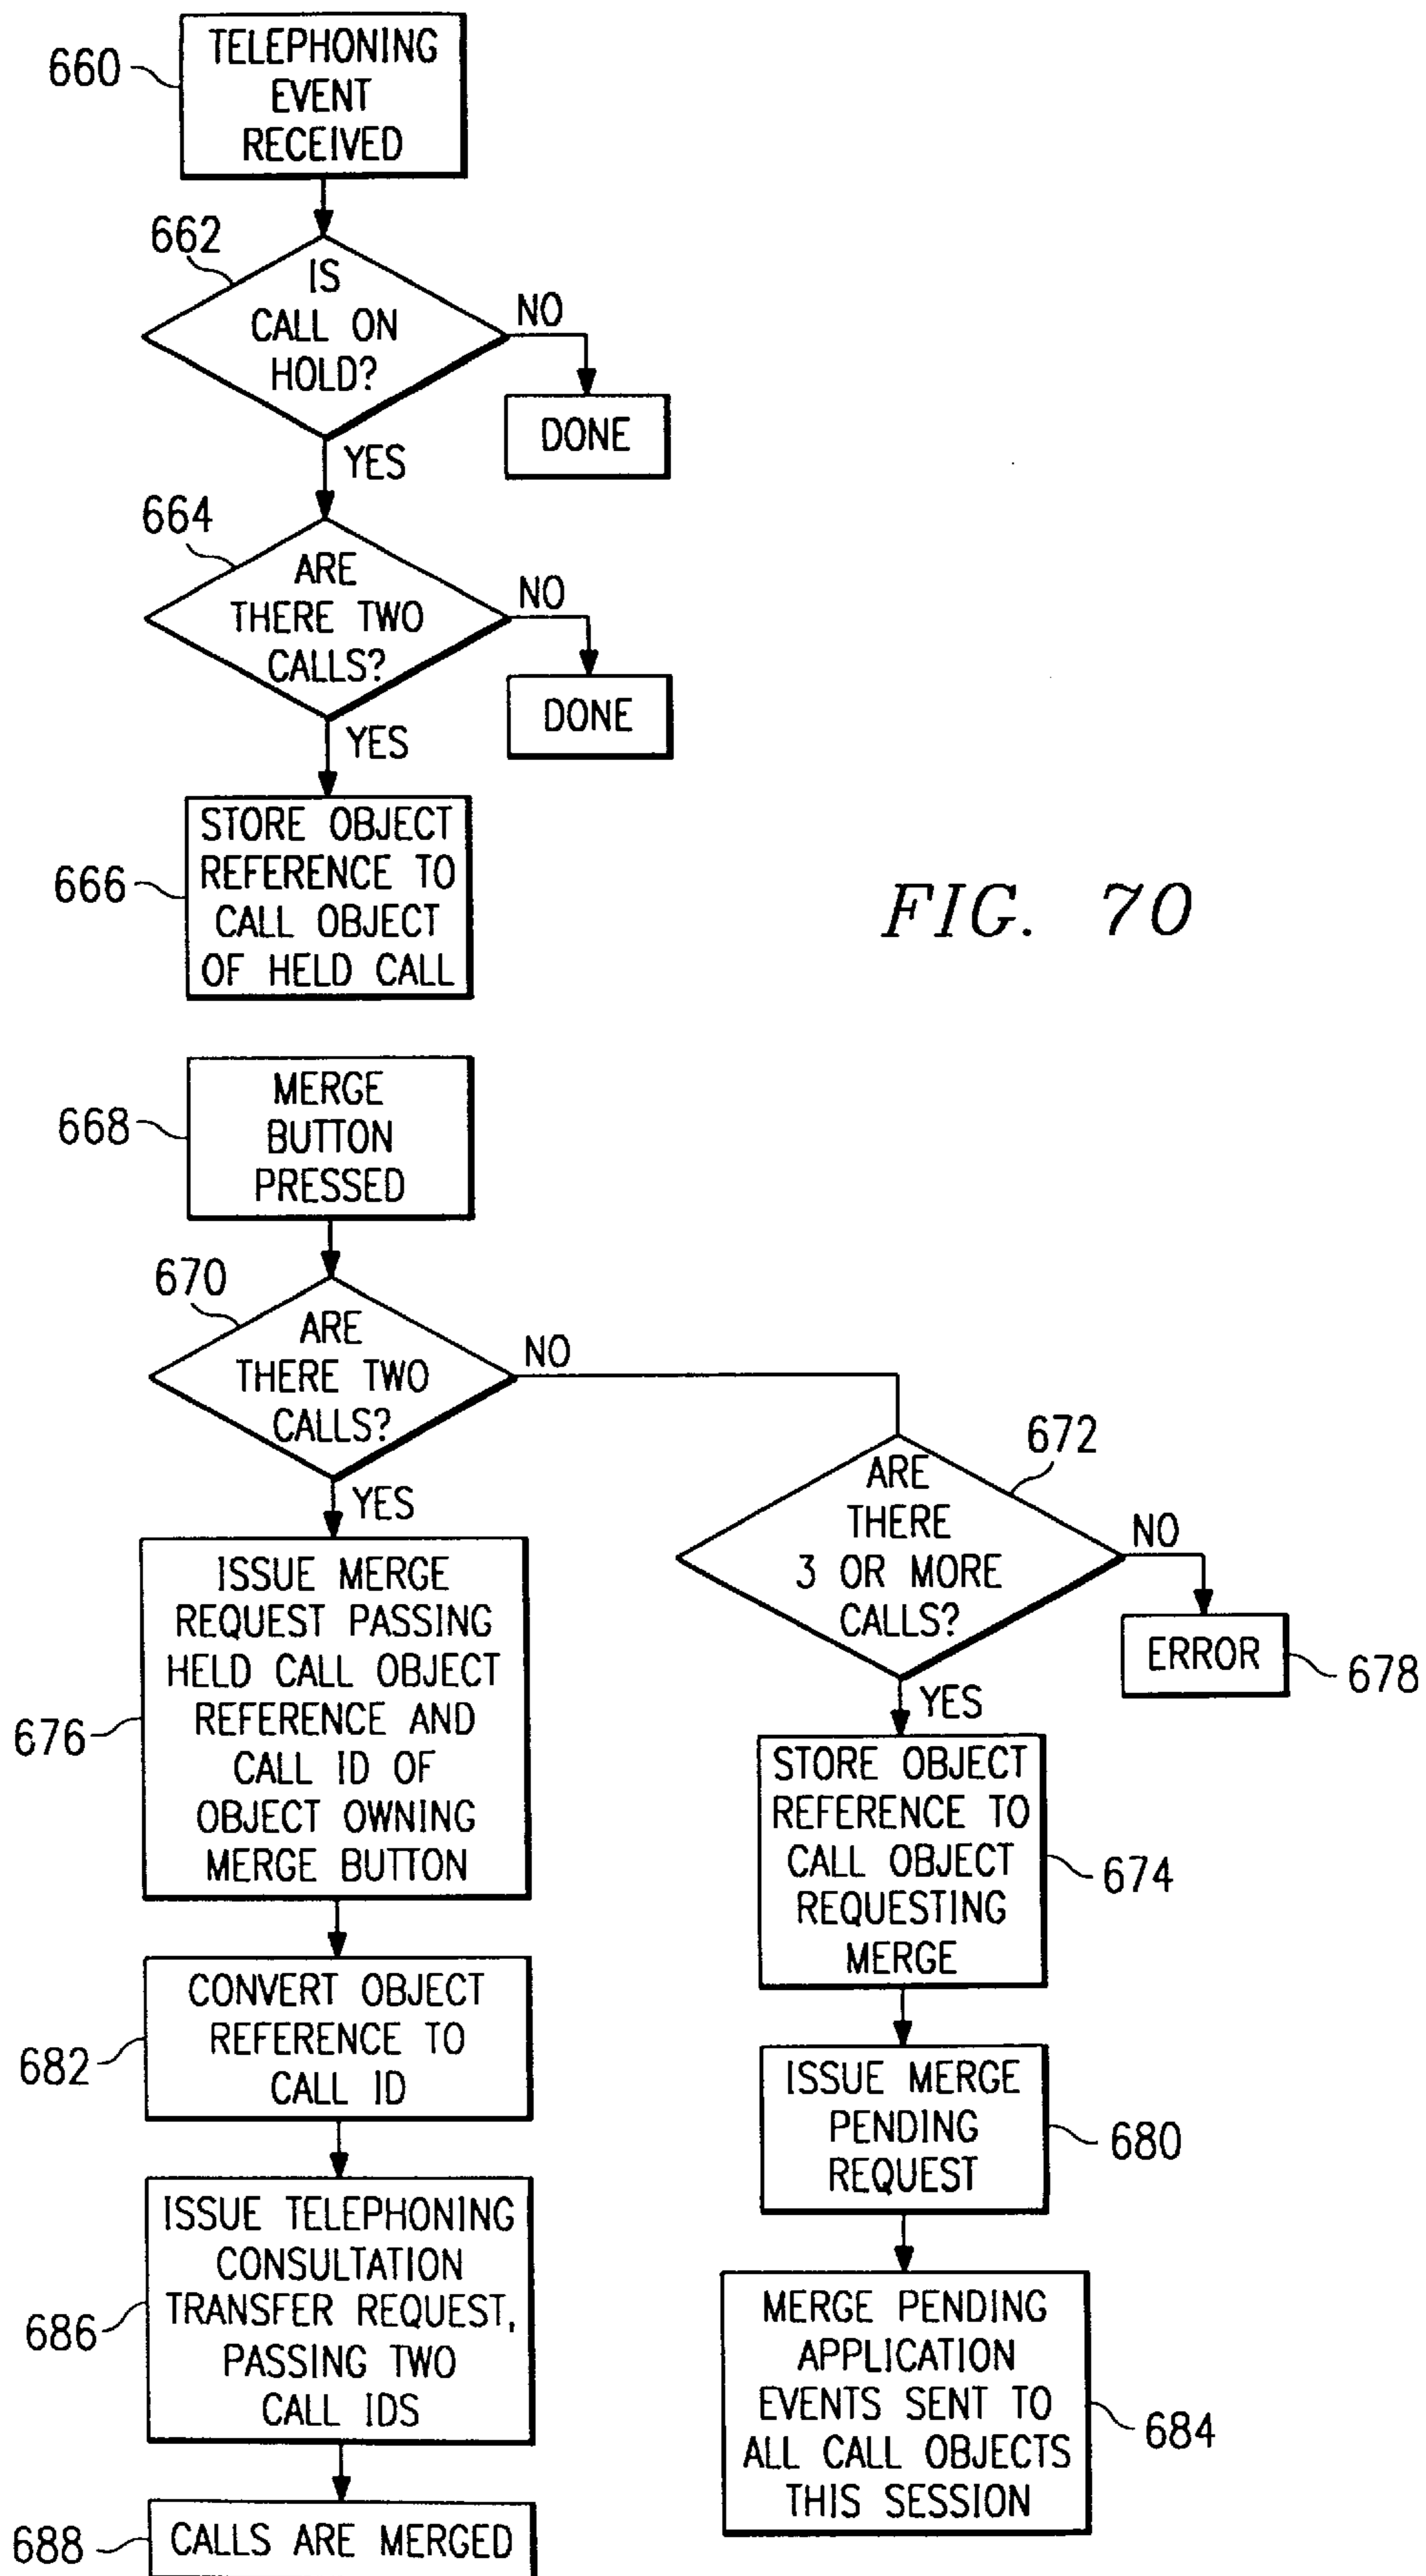 660
TELEPHONING
EVENT
RECEIVED
662
IS
CALL ON
HOLD?
NO
DONE
YES
664
ARE
THERE TWO
CALLS?
NO
DONE
YES
666
STORE OBJECT
REFERENCE TO
CALL OBJECT
OF HELD CALL
FIG. 70
668
MERGE
BUTTON
PRESSED
670
ARE
THERE TWO
CALLS?
NO
YES
672
ARE
THERE
3 OR MORE
CALLS?
NO
ERROR
678
YES
676
ISSUE MERGE
REQUEST PASSING
HELD CALL OBJECT
REFERENCE AND
CALL ID OF
OBJECT OWNING
MERGE BUTTON
STORE OBJECT
REFERENCE TO
CALL OBJECT
REQUESTING
MERGE
674
682
CONVERT OBJECT
REFERENCE TO
CALL ID
ISSUE MERGE
PENDING
REQUEST
680
686
ISSUE TELEPHONING
CONSULTATION
TRANSFER REQUEST,
PASSING TWO
CALL IDS
MERGE PENDING
APPLICATION
EVENTS SENT TO
ALL CALL OBJECTS
THIS SESSION
684
688
CALLS ARE MERGED